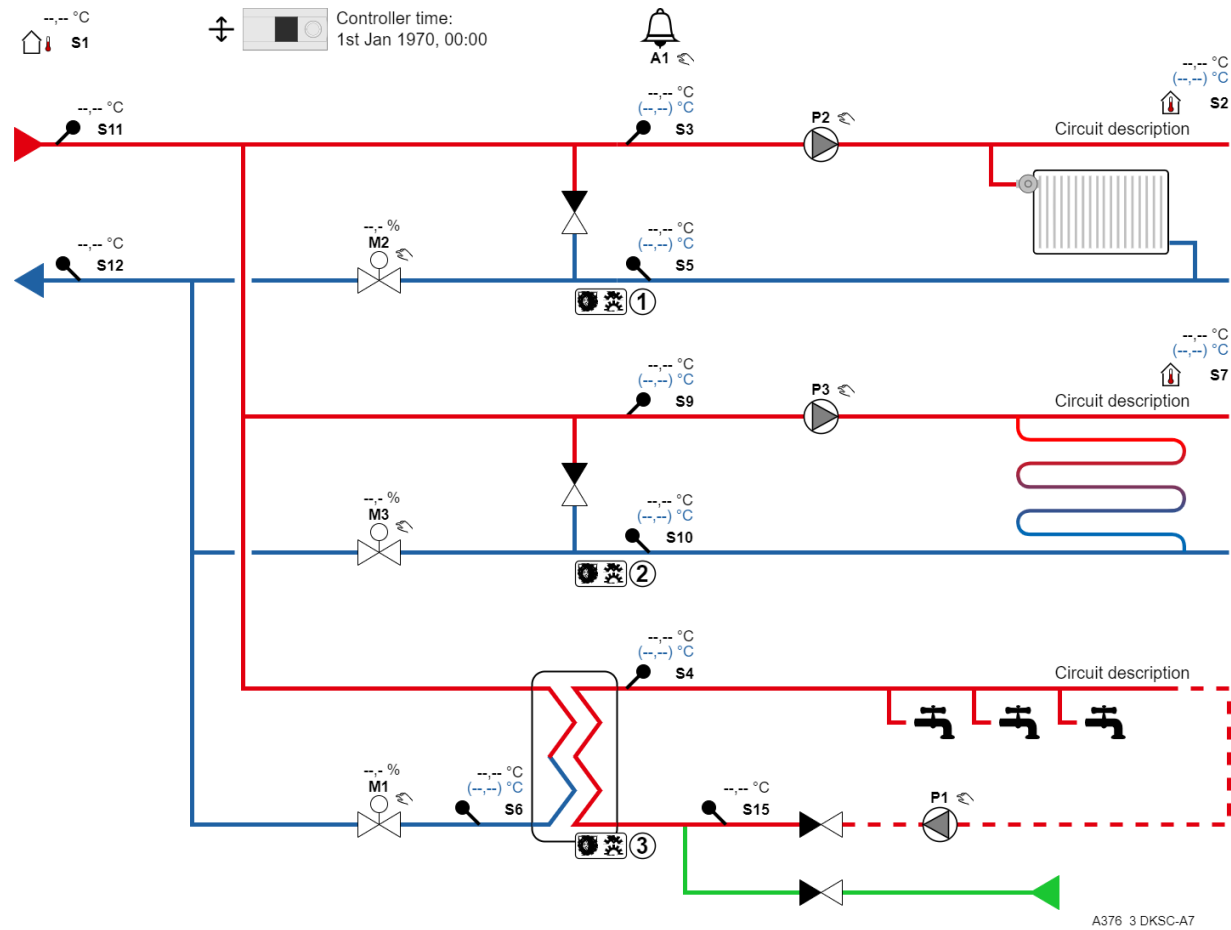 --,-- °C
S1
Controller time:
1st Jan 1970, 00:00
A1
--,-- °C
(--,--) °C
S2
--,-- °C
S11
--,-- °C
(--,--) °C
S3
P2
Circuit description
--,-- °C
S12
--,- %
M2
--,-- °C
(--,--) °C
S5
1
--,-- °C
(--,--) °C
S7
--,-- °C
(--,--) °C
S9
P3
Circuit description
--,- %
M3
--,-- °C
(--,--) °C
S10
2
--,-- °C
(--,--) °C
S4
Circuit description
--,- %
M1
--,-- °C
(--,--) °C
S6
--,-- °C
S15
P1
3
A376 3 DKSC-A7